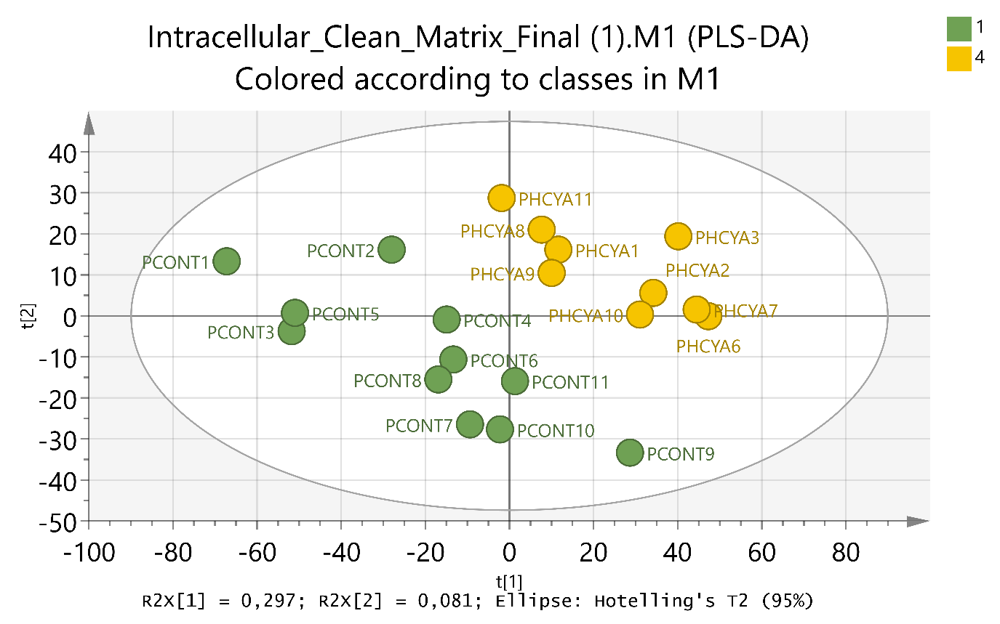 Intracellular_Clean_Matrix_Final (1).M1 (PLS-DA)
Colored according to classes in M1
1
4
40
30
20
10
0
-10
-20
-30
-40
-50
t[2]
PHCYA11
PHCYA8
PHCYA3
PCONT2
PHCYA1
PCONT1
PHCYA9
PHCYA2
PCONT5
PHCYA10
PHCYA7
PCONT4
PCONT3
PHCYA6
PCONT6
PCONT8
PCONT11
PCONT7
PCONT10
PCONT9
-100
-80
-60
-40
-20
0
20
40
60
80
t[1]
R2X[1] = 0,297; R2X[2] = 0,081; Ellipse: Hotelling's T2 (95%)